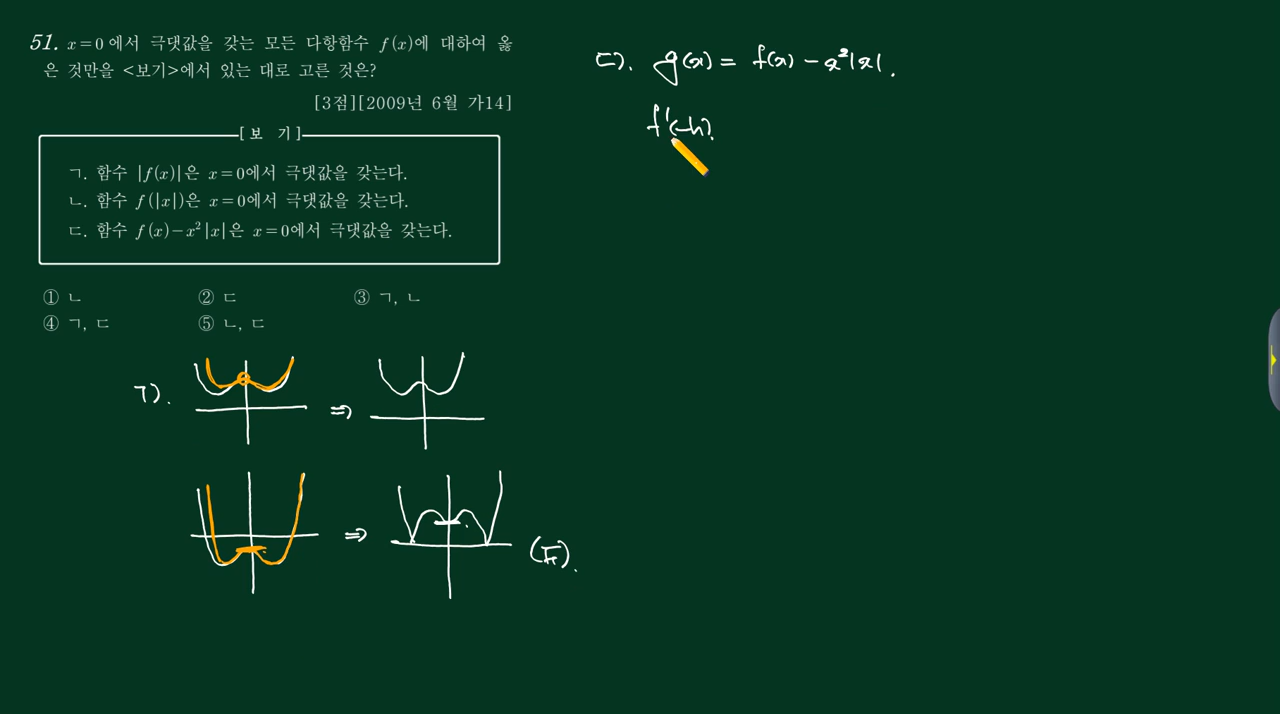 51. x=0에서 극댓값을 갖는 모든 다항함수 f(x)에 대하여 옳
은 것만을 <보기>에서 있는 대로 고른 것은?
[3점][2009년 6월 가14]
[보 기]
ㄱ. 함수 |f(x)|은 x=0에서 극댓값을 갖는다.
ㄴ. 함수 f(|x|)은 x=0에서 극댓값을 갖는다.
ㄷ. 함수 f(x)-x²|x|은 x=0에서 극댓값을 갖는다.
① ㄴ ② ㄷ ③ ㄱ, ㄴ
④ ㄱ, ㄷ ⑤ ㄴ, ㄷ
ㄱ).
⇒
⇒
(F).
ㄷ). g(x) = f(x) - x²|x|.
f'(-h).